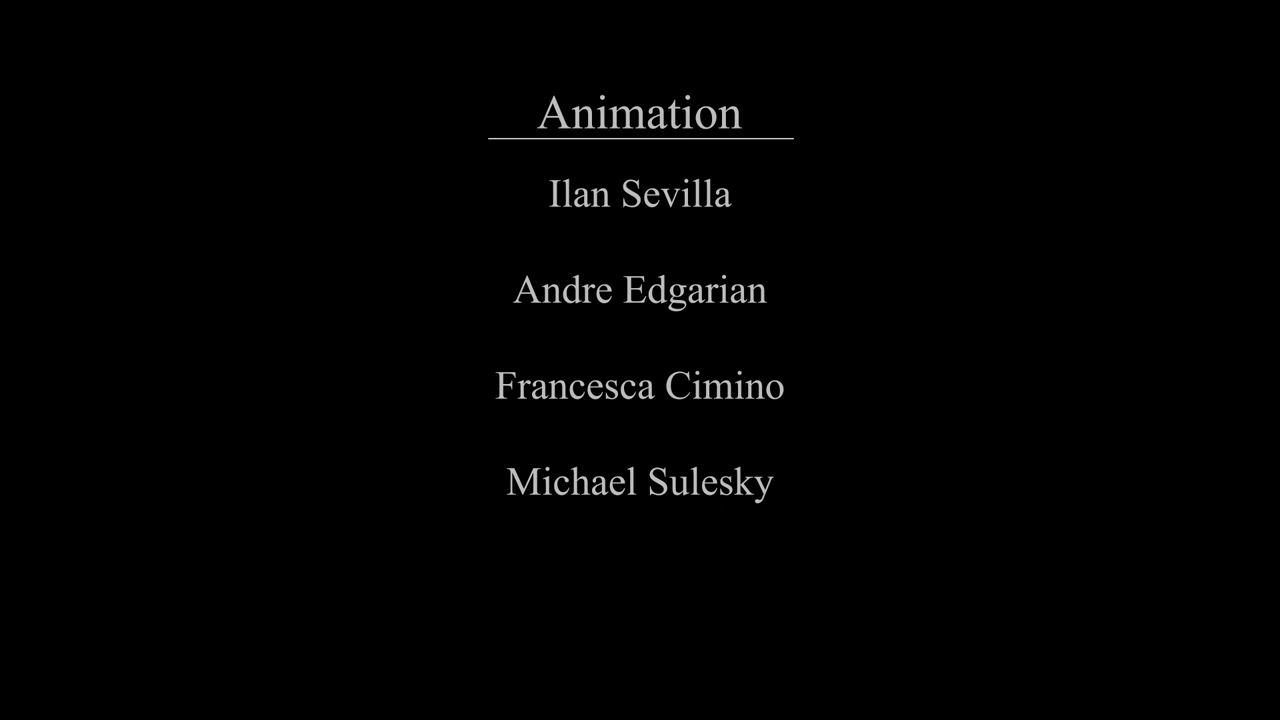 Animation
Ilan Sevilla
Andre Edgarian
Francesca Cimino
Michael Sulesky